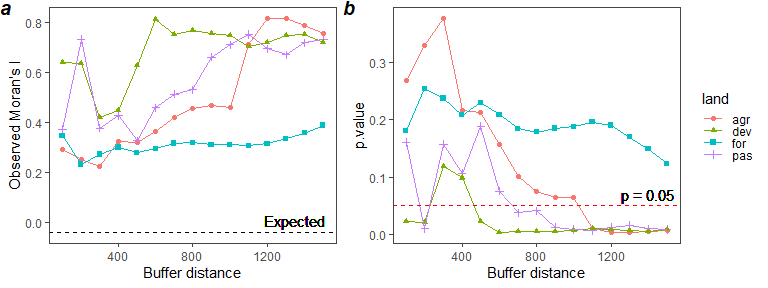 a
Observed Moran's I
0.8
0.6
0.4
0.2
0.0
Expected
400
800
1200
Buffer distance
b
p.value
0.3
0.2
0.1
0.0
p = 0.05
400
800
1200
Buffer distance
land
agr
dev
for
pas